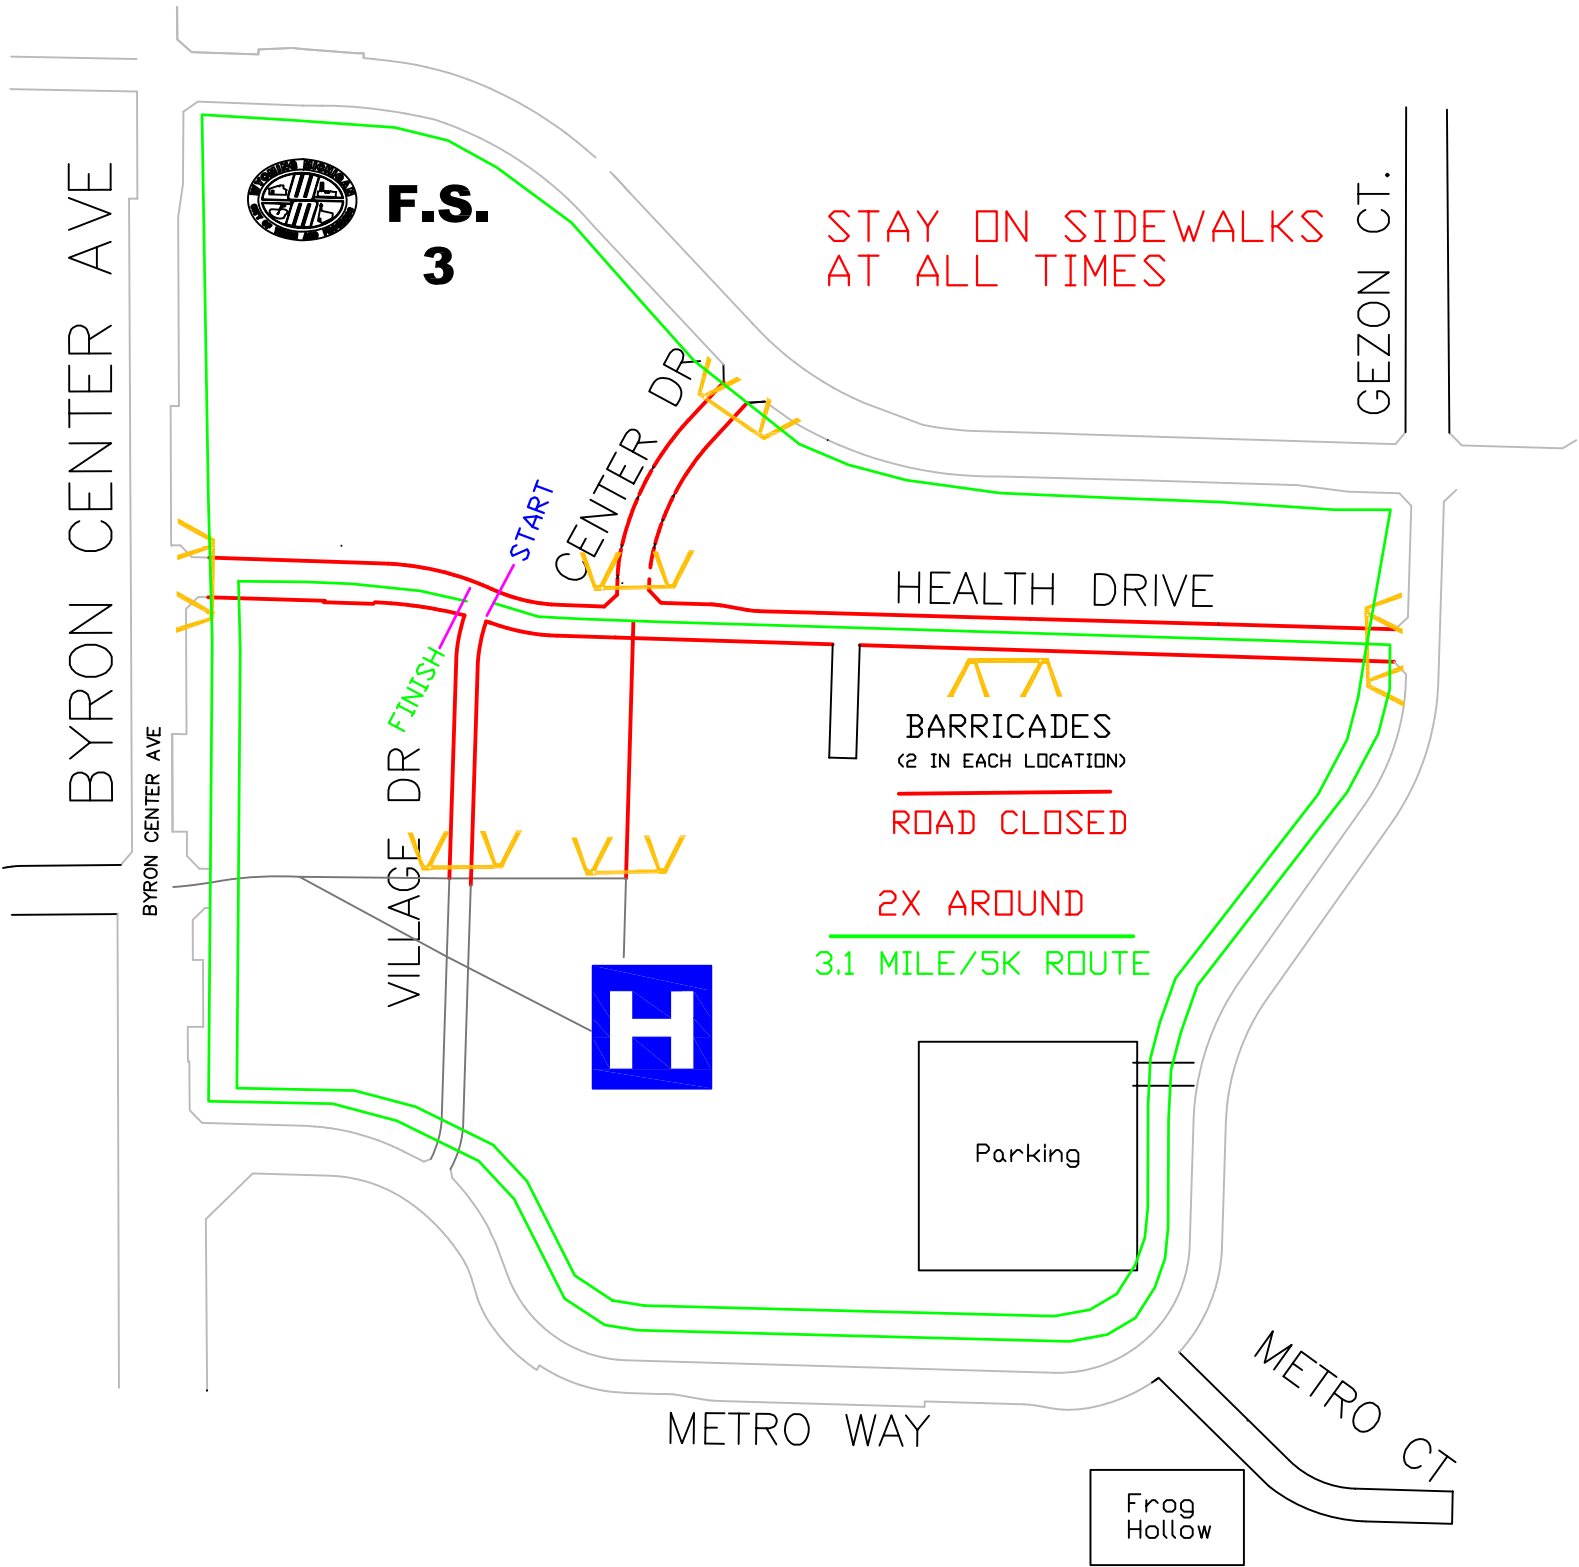 WYOMING MICHIGAN
F.S.
3
STAY ON SIDEWALKS
AT ALL TIMES
GEZON CT.
BYRON CENTER AVE
CENTER DR
START
HEALTH DRIVE
FINISH
BARRICADES
(2 IN EACH LOCATION)
BYRON CENTER AVE
VILLAGE DR
ROAD CLOSED
2X AROUND
3.1 MILE/5K ROUTE
H
Parking
METRO WAY
METRO CT
Frog
Hollow